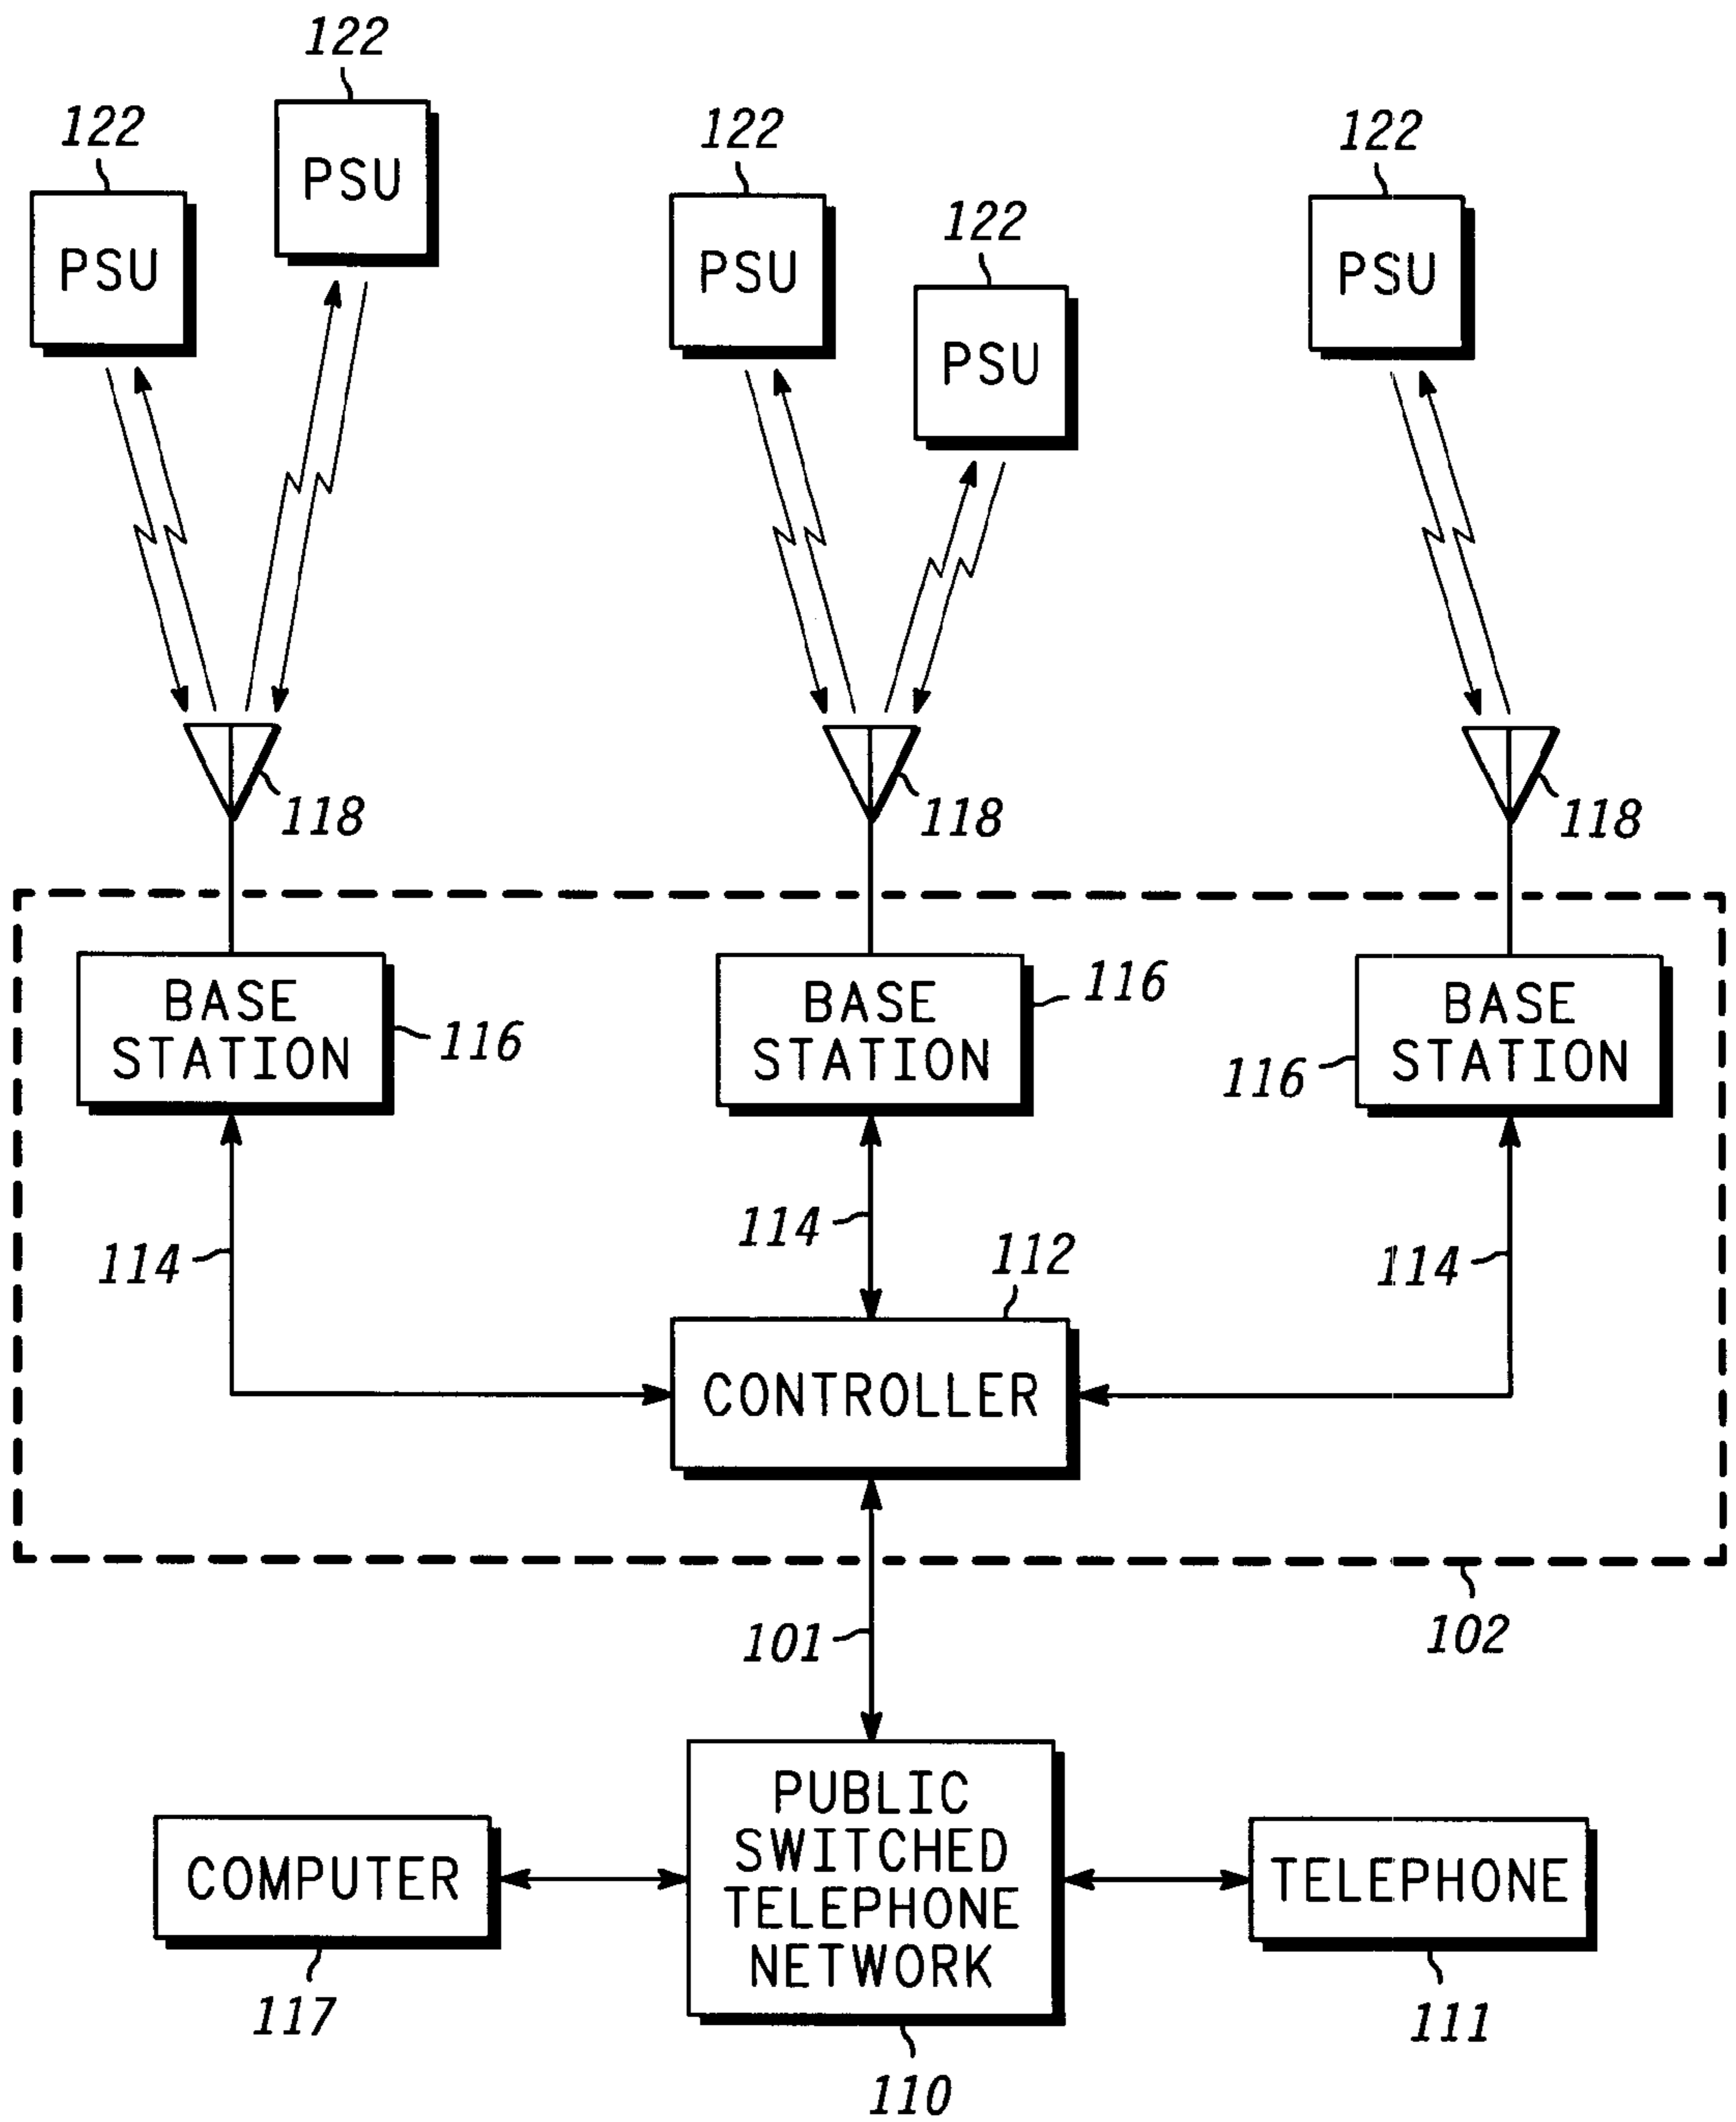 122
122
PSU
122
122
PSU
122
PSU
PSU
PSU
118
118
118
BASE
STATION
116
BASE
STATION
116
BASE
STATION
116
114
114
114
112
CONTROLLER
101
102
PUBLIC
SWITCHED
TELEPHONE
NETWORK
COMPUTER
TELEPHONE
117
111
110